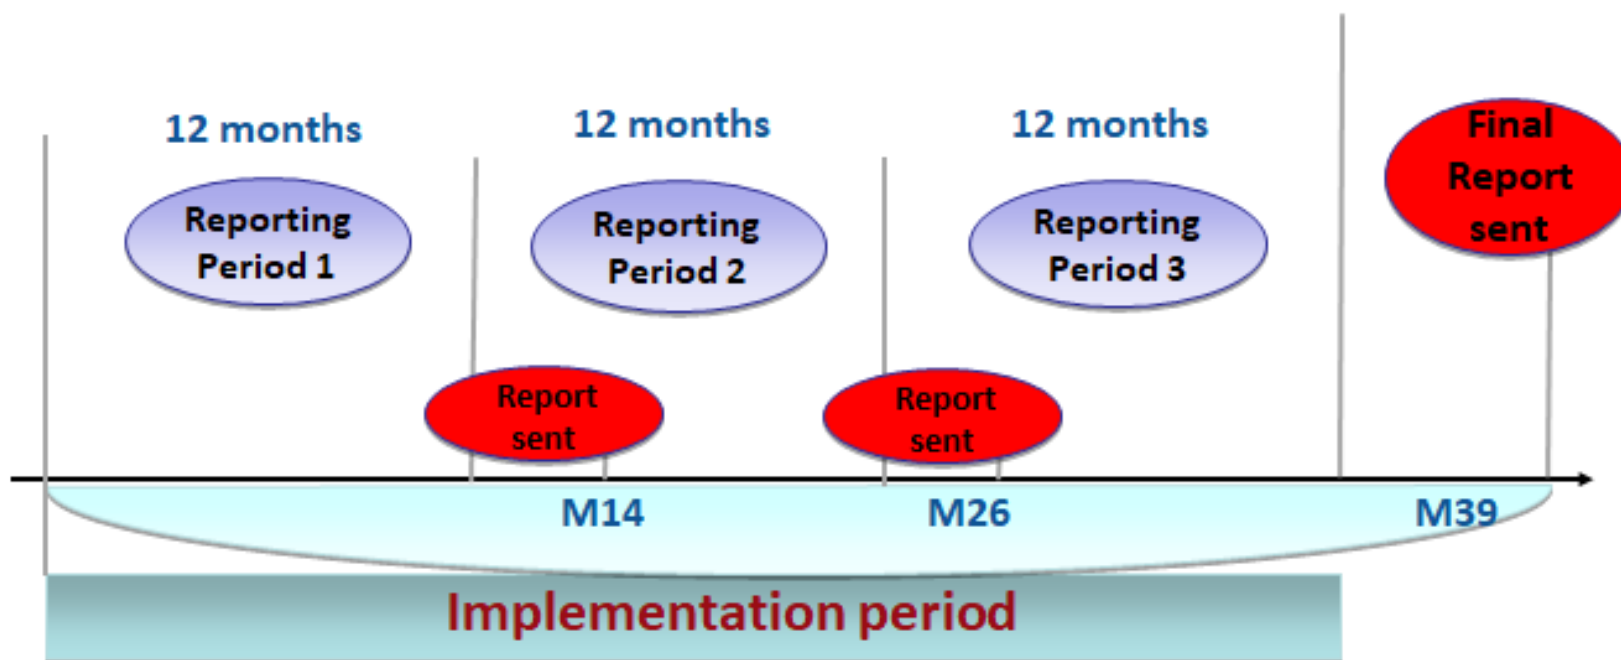 12 months
12 months
12 months
Reporting
Period 1
Reporting
Period 2
Reporting
Period 3
Final
Report
sent
Report
sent
Report
sent
M14
M26
M39
Implementation period